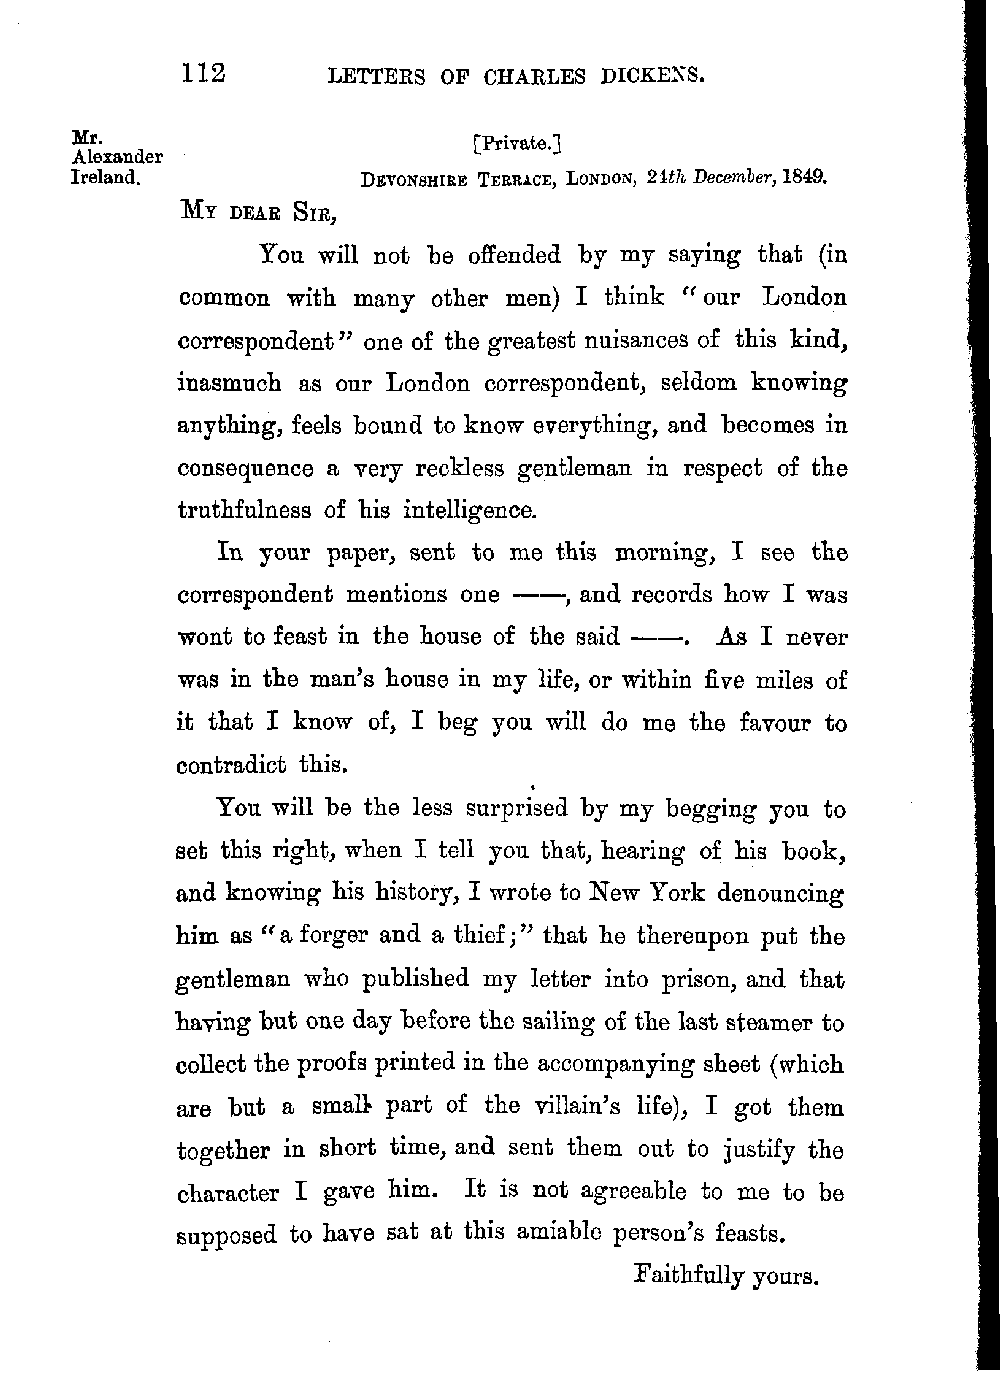 112 LETTERS OF CHARLES DICKENS.
Mr.
Alexander
Ireland.
[Private.]
DEVONSHIRE TERRACE, LONDON, 24th December, 1849.
MY DEAR SIR,
You will not be offended by my saying that (in
common with many other men) I think “our London
correspondent” one of the greatest nuisances of this kind,
inasmuch as our London correspondent, seldom knowing
anything, feels bound to know everything, and becomes in
consequence a very reckless gentleman in respect of the
truthfulness of his intelligence.
In your paper, sent to me this morning, I see the
correspondent mentions one ——, and records how I was
wont to feast in the house of the said ——. As I never
was in the man’s house in my life, or within five miles of
it that I know of, I beg you will do me the favour to
contradict this.
You will be the less surprised by my begging you to
set this right, when I tell you that, hearing of his book,
and knowing his history, I wrote to New York denouncing
him as “a forger and a thief;” that he thereupon put the
gentleman who published my letter into prison, and that
having but one day before the sailing of the last steamer to
collect the proofs printed in the accompanying sheet (which
are but a small part of the villain’s life), I got them
together in short time, and sent them out to justify the
character I gave him. It is not agreeable to me to be
supposed to have sat at this amiable person’s feasts.
Faithfully yours.